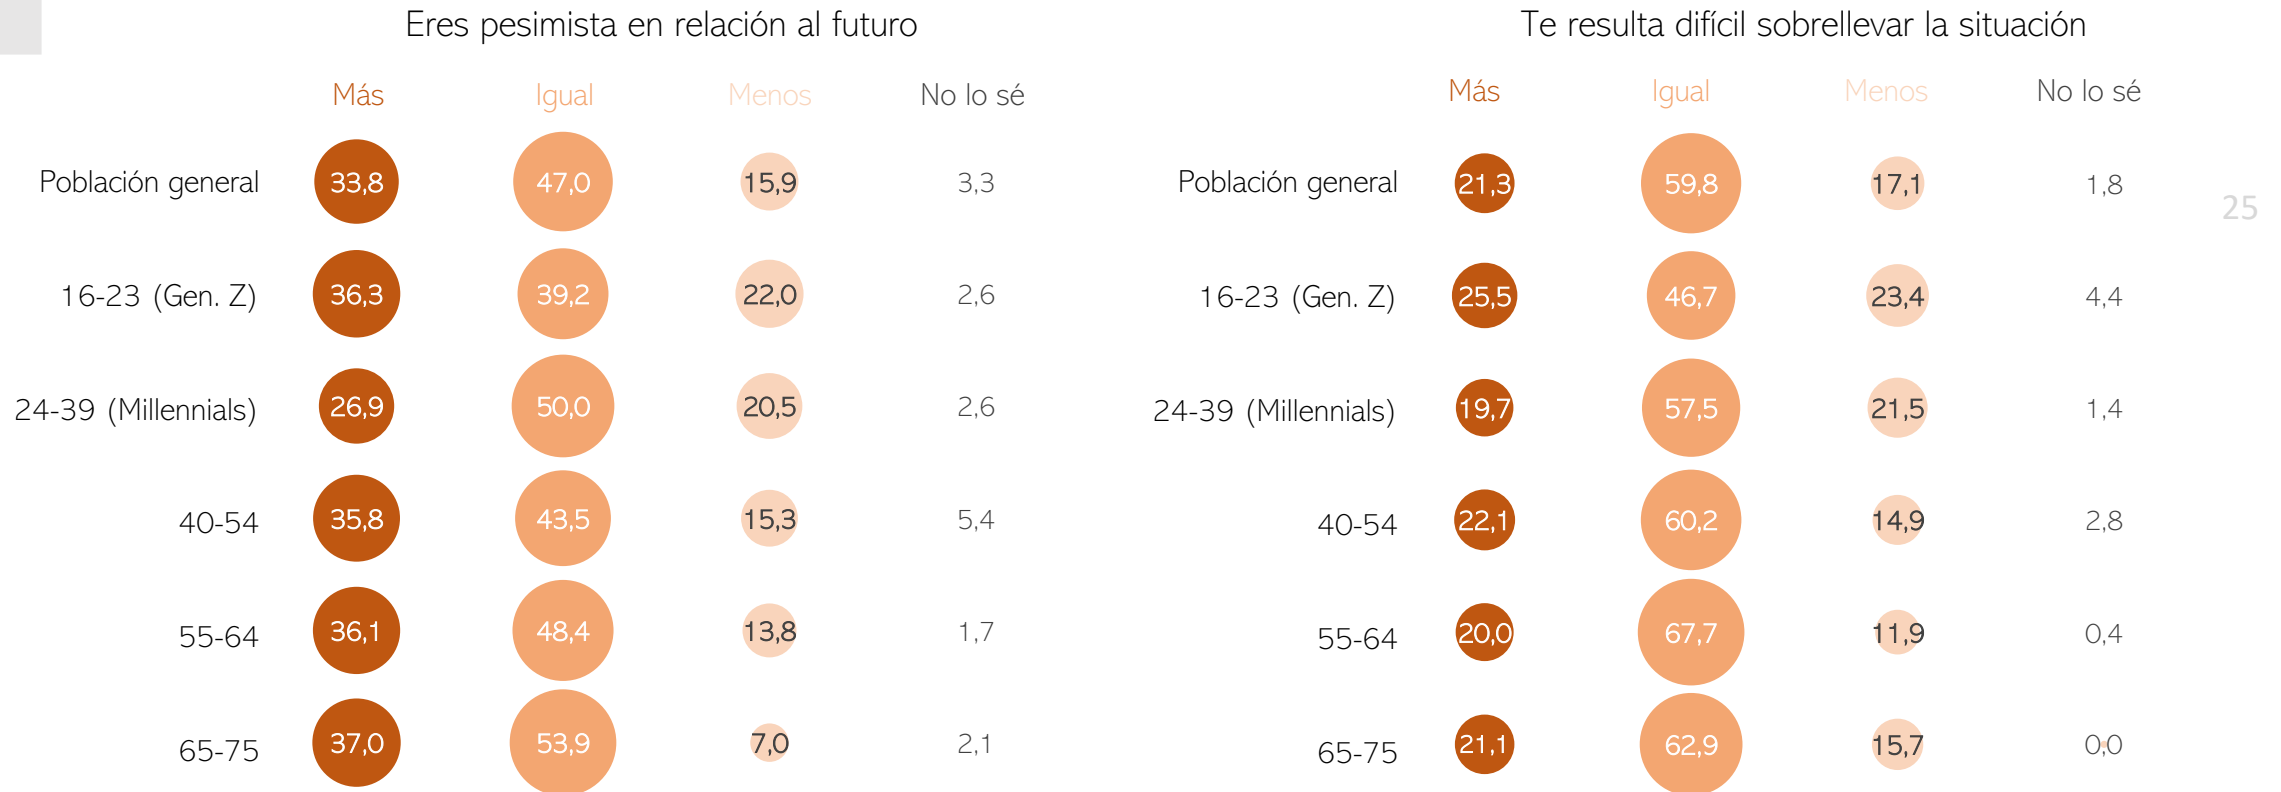 Eres pesimista en relación al futuro
Más Igual Menos No lo sé
Población general 33,8 47,0 15,9 3,3
16-23 (Gen. Z) 36,3 39,2 22,0 2,6
24-39 (Millennials) 26,9 50,0 20,5 2,6
40-54 35,8 43,5 15,3 5,4
55-64 36,1 48,4 13,8 1,7
65-75 37,0 53,9 7,0 2,1
Te resulta difícil sobrellevar la situación
Más Igual Menos No lo sé
Población general 21,3 59,8 17,1 1,8
16-23 (Gen. Z) 25,5 46,7 23,4 4,4
24-39 (Millennials) 19,7 57,5 21,5 1,4
40-54 22,1 60,2 14,9 2,8
55-64 20,0 67,7 11,9 0,4
65-75 21,1 62,9 15,7 0,0
25